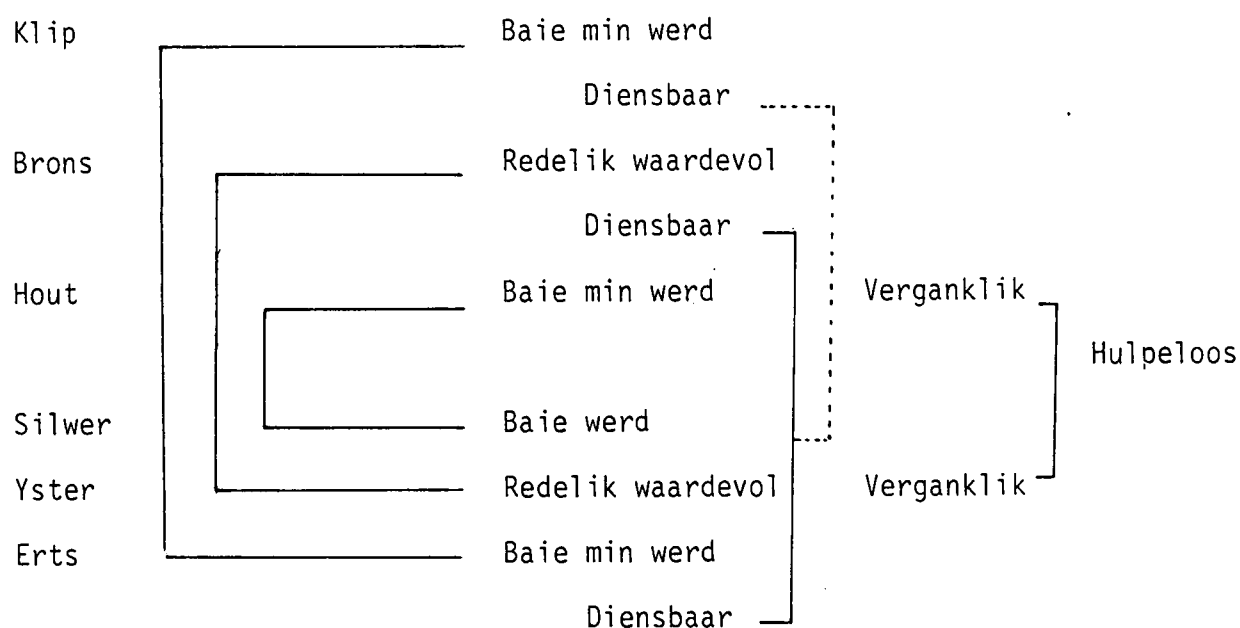 Klip Baie min werd
Diensbaar
Brons Redelik waardevol
Diensbaar
Hout Baie min werd Verganklik
Hulpeloos
Silwer Baie werd
Yster Redelik waardevol Verganklik
Erts Baie min werd
Diensbaar